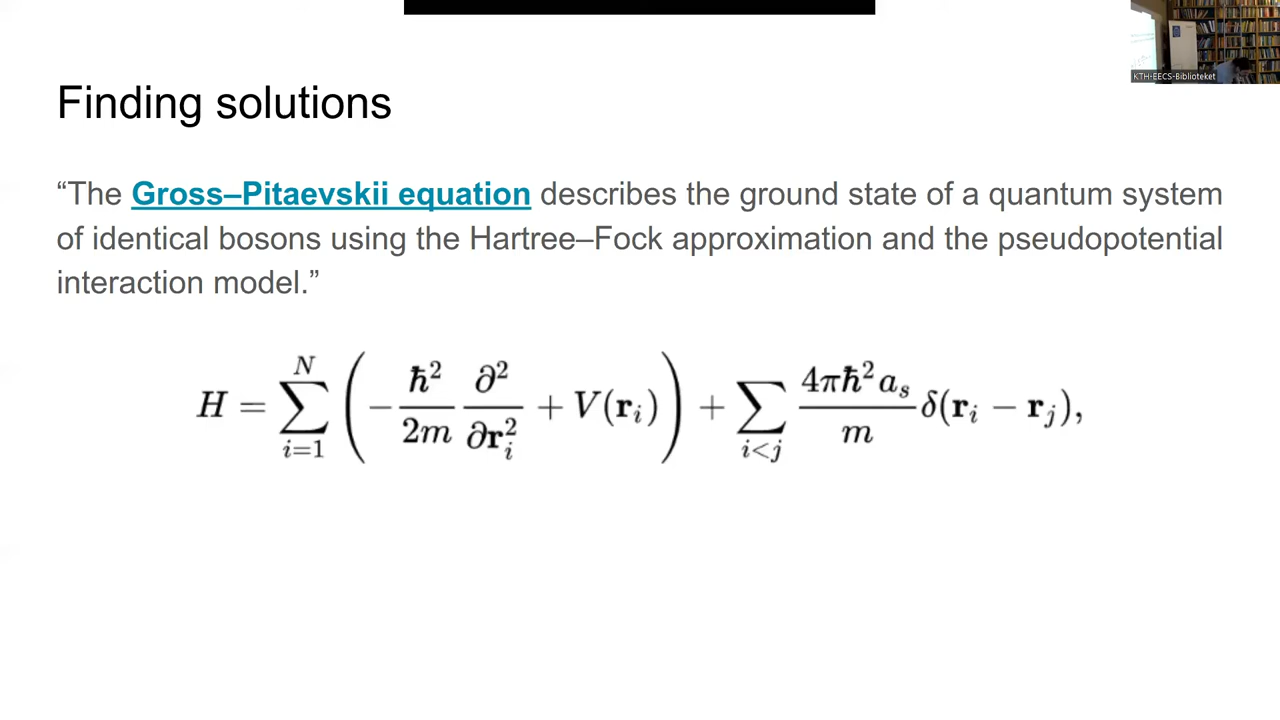 KTH-EECS-Biblioteket
Finding solutions
“The Gross–Pitaevskii equation describes the ground state of a quantum system
of identical bosons using the Hartree–Fock approximation and the pseudopotential
interaction model.”
H = \sum_{i=1}^{N} \left( -\frac{\hbar^2}{2m} \frac{\partial^2}{\partial \mathbf{r}_i^2} + V(\mathbf{r}_i) \right) + \sum_{i<j} \frac{4\pi\hbar^2 a_s}{m} \delta(\mathbf{r}_i - \mathbf{r}_j),